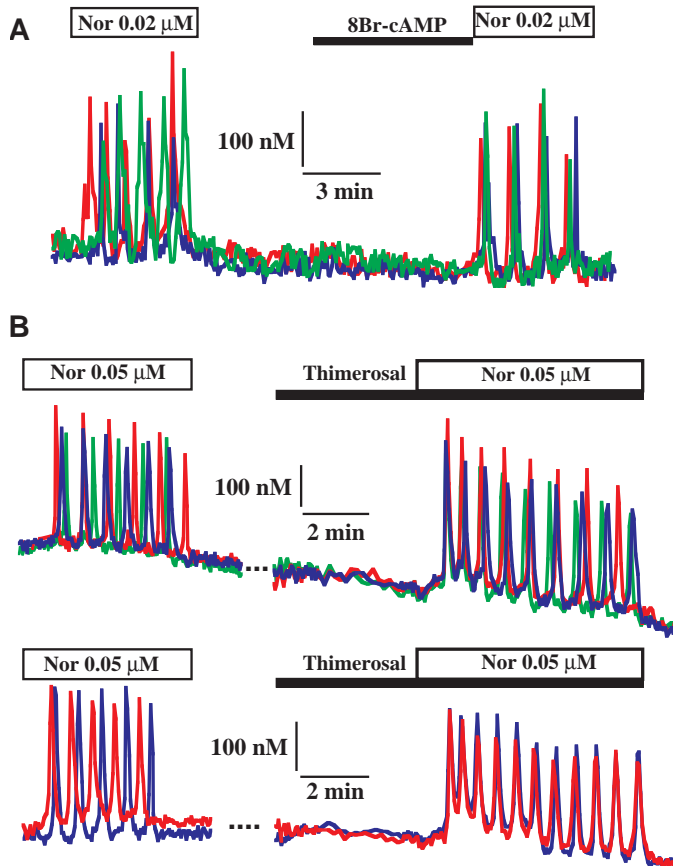 A
Nor 0.02 μM
8Br-cAMP
Nor 0.02 μM
100 nM
3 min
B
Nor 0.05 μM
Thimerosal
Nor 0.05 μM
100 nM
2 min
....
Nor 0.05 μM
Thimerosal
Nor 0.05 μM
100 nM
2 min
....